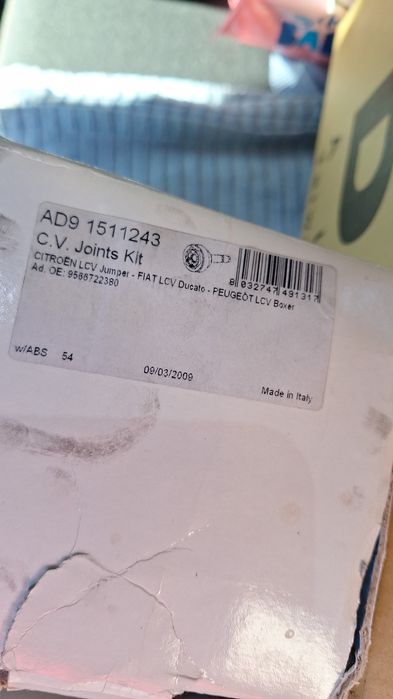 AD9 1511243
C.V. Joints Kit
CITROËN LCV Jumper - FIAT LCV Ducato - PEUGEOT LCV Boxer
Ad. OE: 9566722380
8 032747 491317
w/ABS 54
09/03/2009
Made in Italy